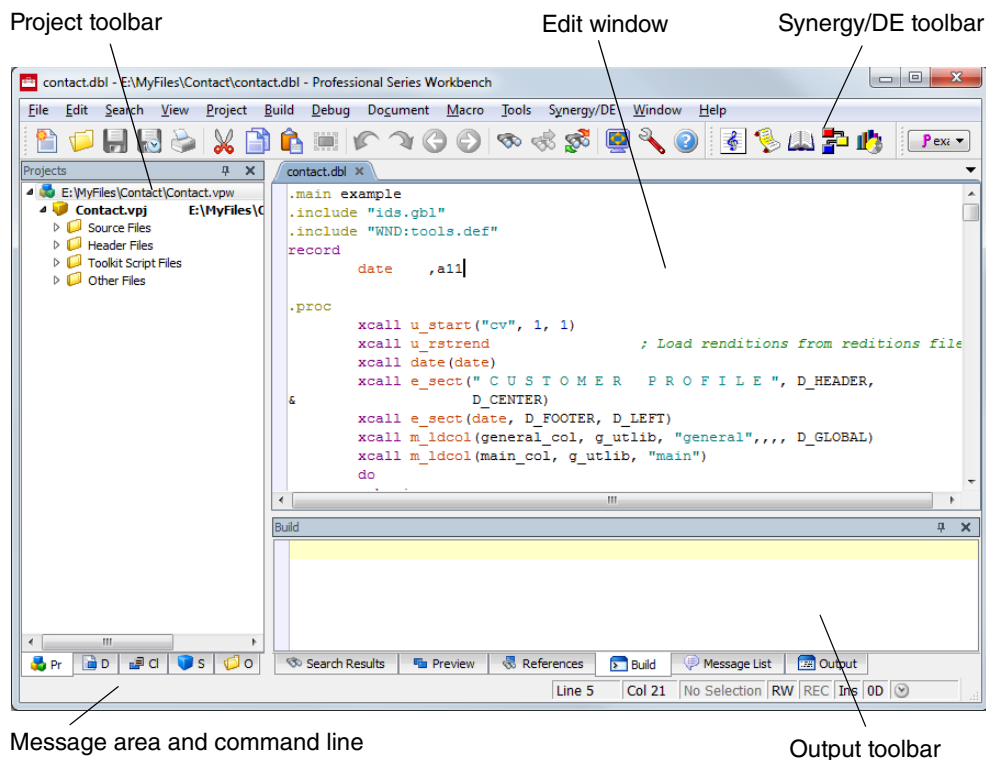 Project toolbar
Edit window
Synergy/DE toolbar
contact.dbl - E:\MyFiles\Contact\contact.dbl - Professional Series Workbench
File Edit Search View Project Build Debug Document Macro Tools Synergy/DE Window Help
exa
Projects
contact.dbl
E:\MyFiles\Contact\Contact.vpw
Contact.vpj E:\MyFiles\C
Source Files
Header Files
Toolkit Script Files
Other Files
.main example
.include "ids.gbl"
.include "WND:tools.def"
record
date ,a11
.proc
xcall u_start("cv", 1, 1)
xcall u_rstrend ; Load renditions from reditions file
xcall date(date)
xcall e_sect(" C U S T O M E R P R O F I L E ", D_HEADER,
& D_CENTER)
xcall e_sect(date, D_FOOTER, D_LEFT)
xcall m_ldcol(general_col, g_utlib, "general",,,, D_GLOBAL)
xcall m_ldcol(main_col, g_utlib, "main")
do
Build
Pr D Cl S O
Search Results Preview References Build Message List Output
Line 5 Col 21 No Selection RW REC Ins 0D
Message area and command line
Output toolbar